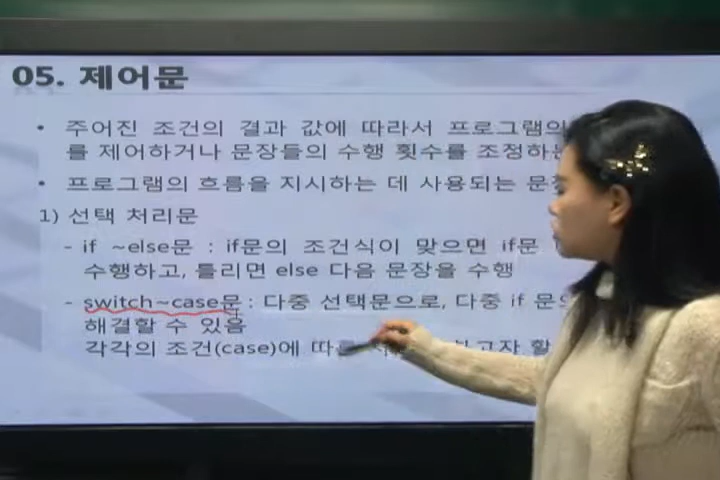 05. 제어문
• 주어진 조건의 결과 값에 따라서 프로그램의
를 제어하거나 문장들의 수행 횟수를 조정하는
• 프로그램의 흐름을 지시하는 데 사용되는
1) 선택 처리문
- if ~else문 : if문의 조건식이 맞으면 if문
수행하고, 틀리면 else 다음 문장을 수행
- switch~case문 : 다중 선택문으로, 다중 if 문의
해결할 수 있음
각각의 조건(case)에 따른